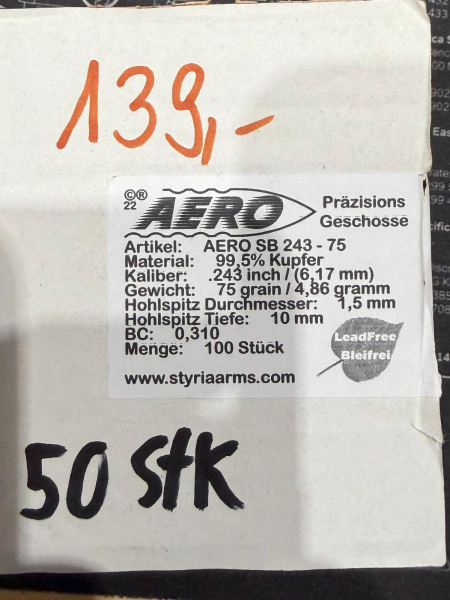 139,-
©® 22 AERO Präzisions Geschosse
Artikel: AERO SB 243 - 75
Material: 99,5% Kupfer
Kaliber: .243 inch / (6,17 mm)
Gewicht: 75 grain / 4,86 gramm
Hohlspitz Durchmesser: 1,5 mm
Hohlspitz Tiefe: 10 mm
BC: 0,310
Menge: 100 Stück
LeadFree
Bleifrei
www.styriaarms.com
50 StK